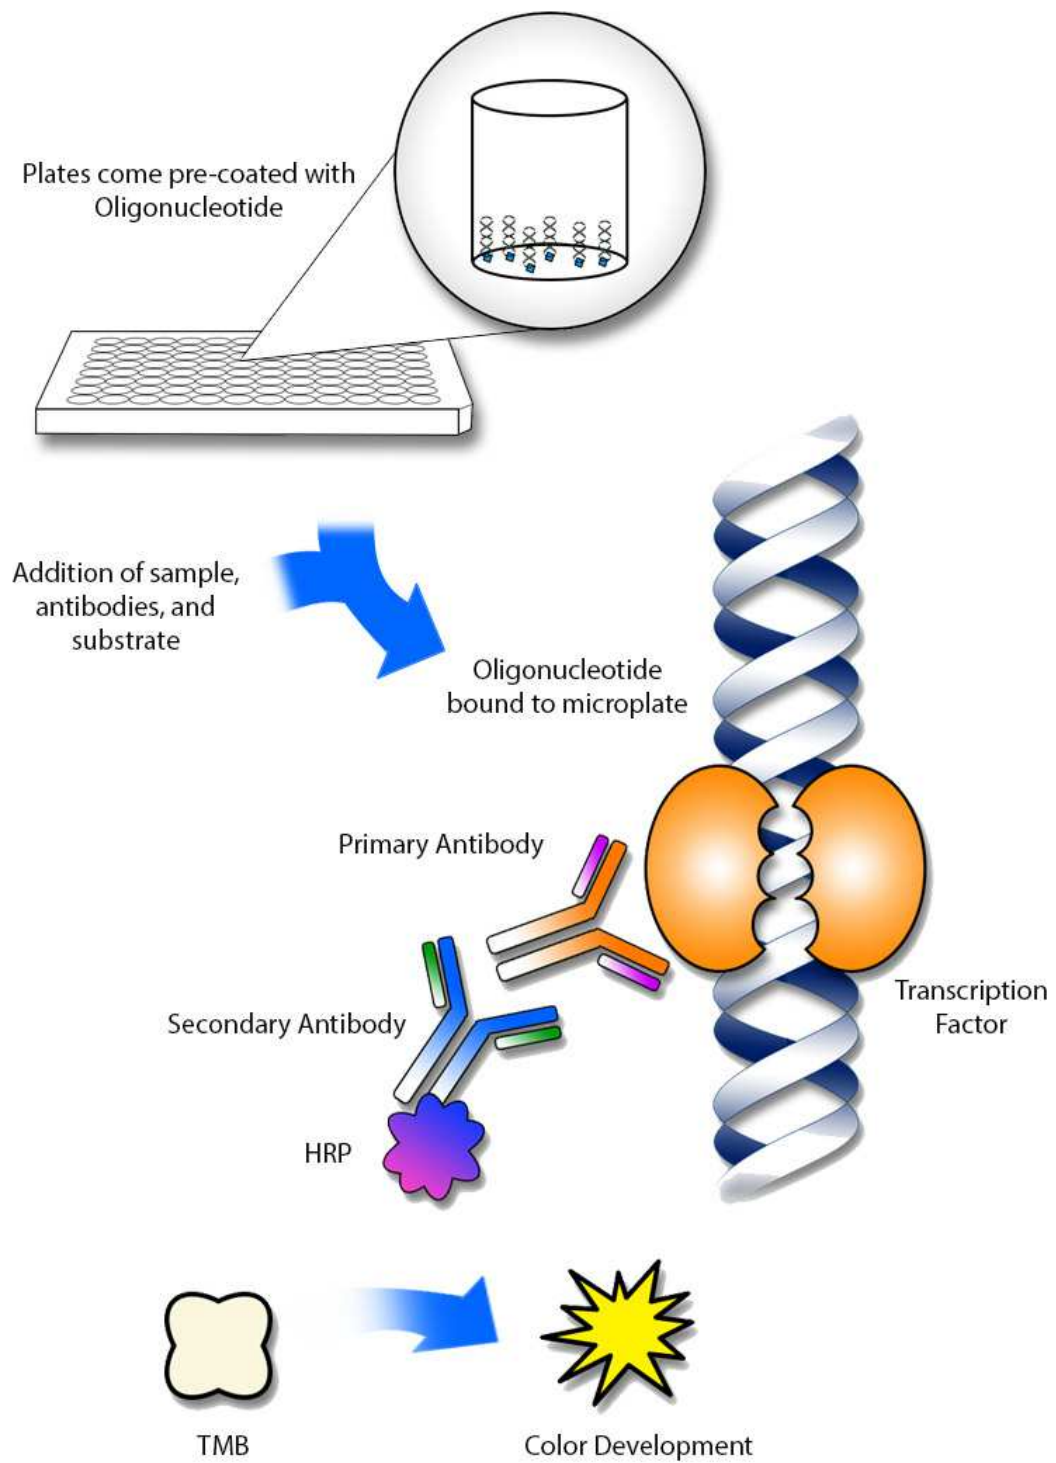 Plates come pre-coated with
Oligonucleotide
Addition of sample,
antibodies, and
substrate
Oligonucleotide
bound to microplate
Primary Antibody
Transcription
Factor
Secondary Antibody
HRP
TMB
Color Development